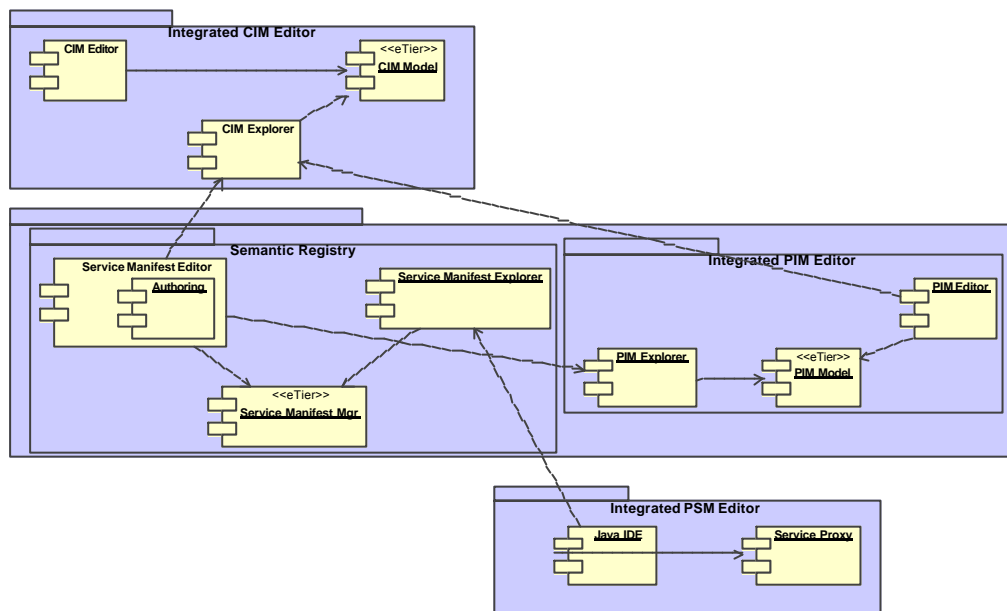 Integrated CIM Editor
CIM Editor
<<eTier>>
CIM Model
CIM Explorer
Semantic Registry
Service Manifest Editor
Authoring
Service Manifest Explorer
<<eTier>>
Service Manifest Mgr
Integrated PIM Editor
PIM Editor
PIM Explorer
<<eTier>>
PIM Model
Integrated PSM Editor
Java IDE
Service Proxy